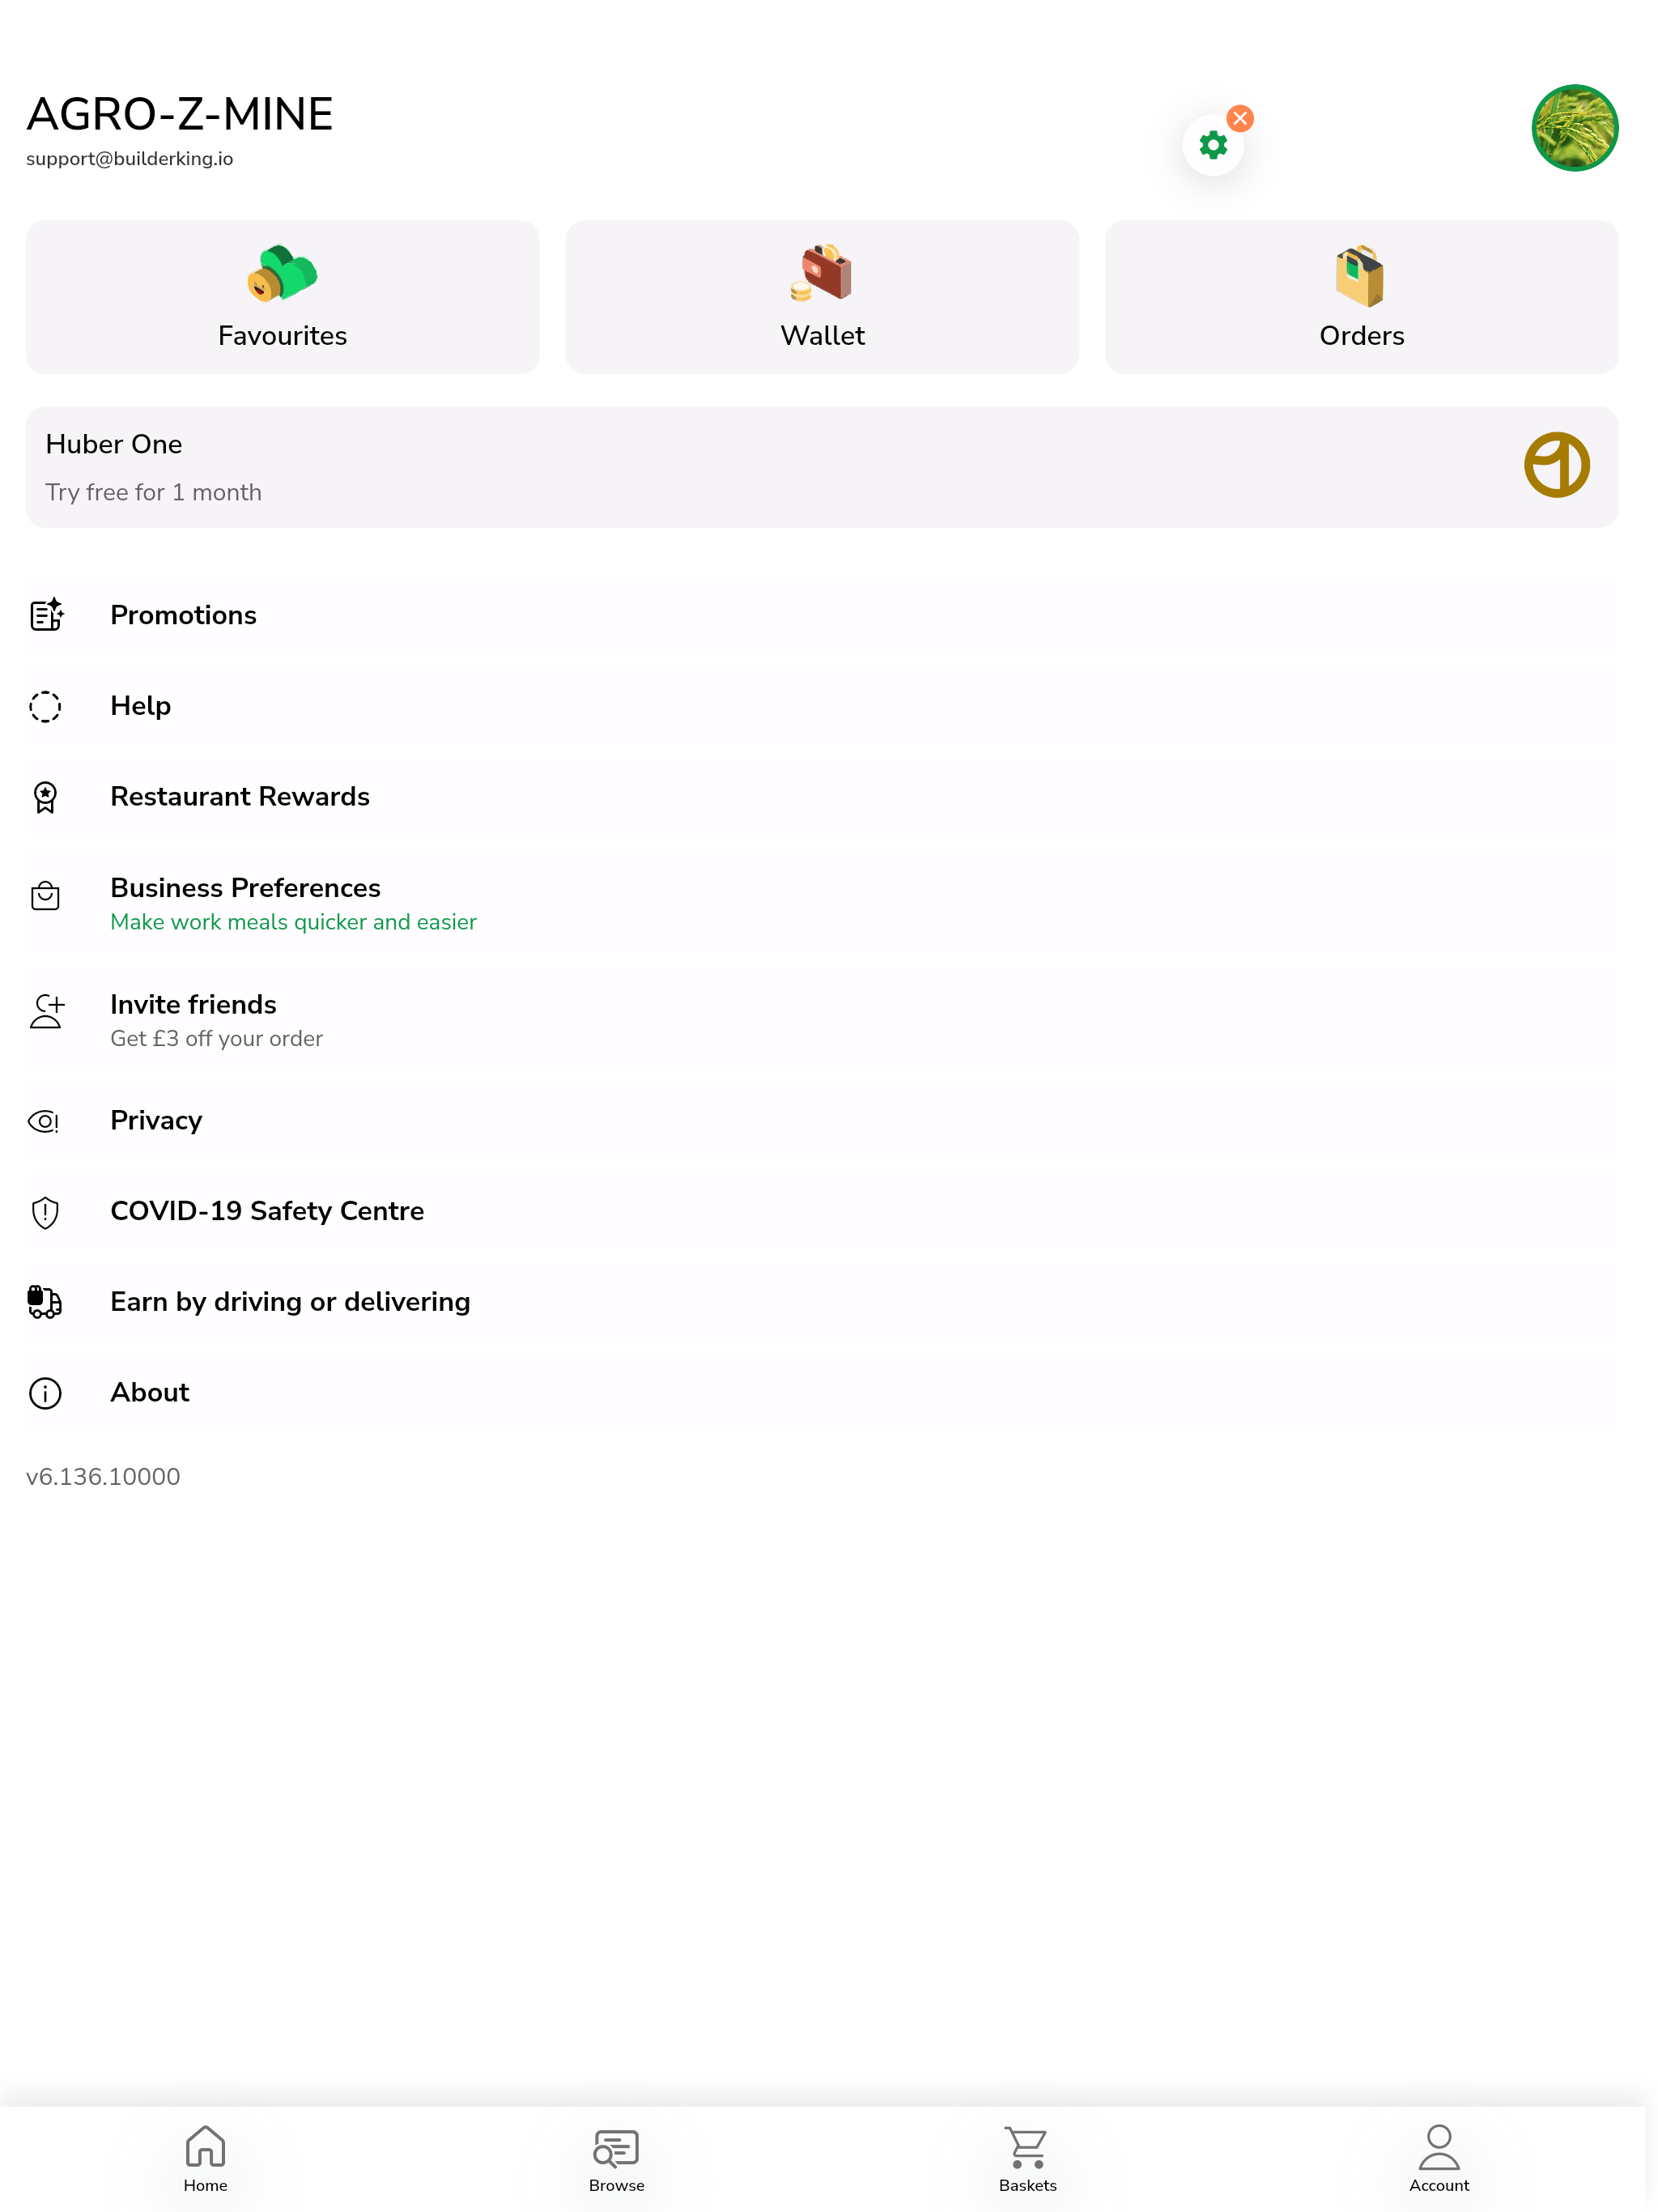 AGRO-Z-MINE
support@builderking.io
Favourites
Wallet
Orders
Huber One
Try free for 1 month
Promotions
Help
Restaurant Rewards
Business Preferences
Make work meals quicker and easier
Invite friends
Get £3 off your order
Privacy
COVID-19 Safety Centre
Earn by driving or delivering
About
v6.136.10000
Home
Browse
Baskets
Account